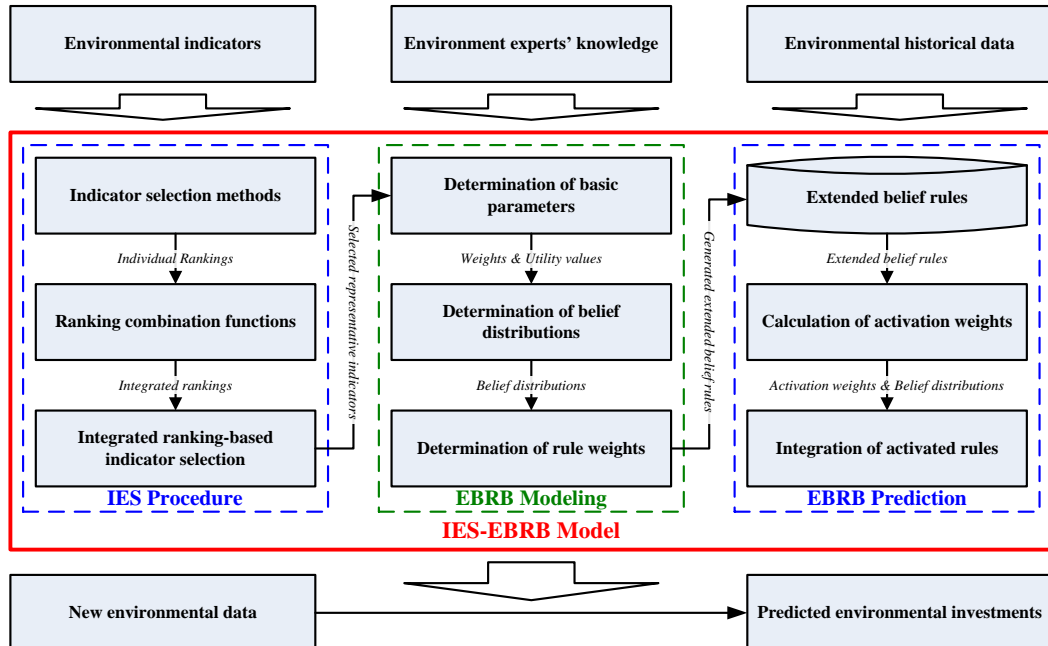 Environmental indicators
Environment experts' knowledge
Environmental historical data
Indicator selection methods
Individual Rankings
Ranking combination functions
Integrated rankings
Integrated ranking-based
indicator selection
IES Procedure
Selected representative indicators
Determination of basic
parameters
Weights & Utility values
Determination of belief
distributions
Belief distributions
Determination of rule weights
EBRB Modeling
Generated extended belief rules
Extended belief rules
Extended belief rules
Calculation of activation weights
Activation weights & Belief distributions
Integration of activated rules
EBRB Prediction
IES-EBRB Model
New environmental data
Predicted environmental investments